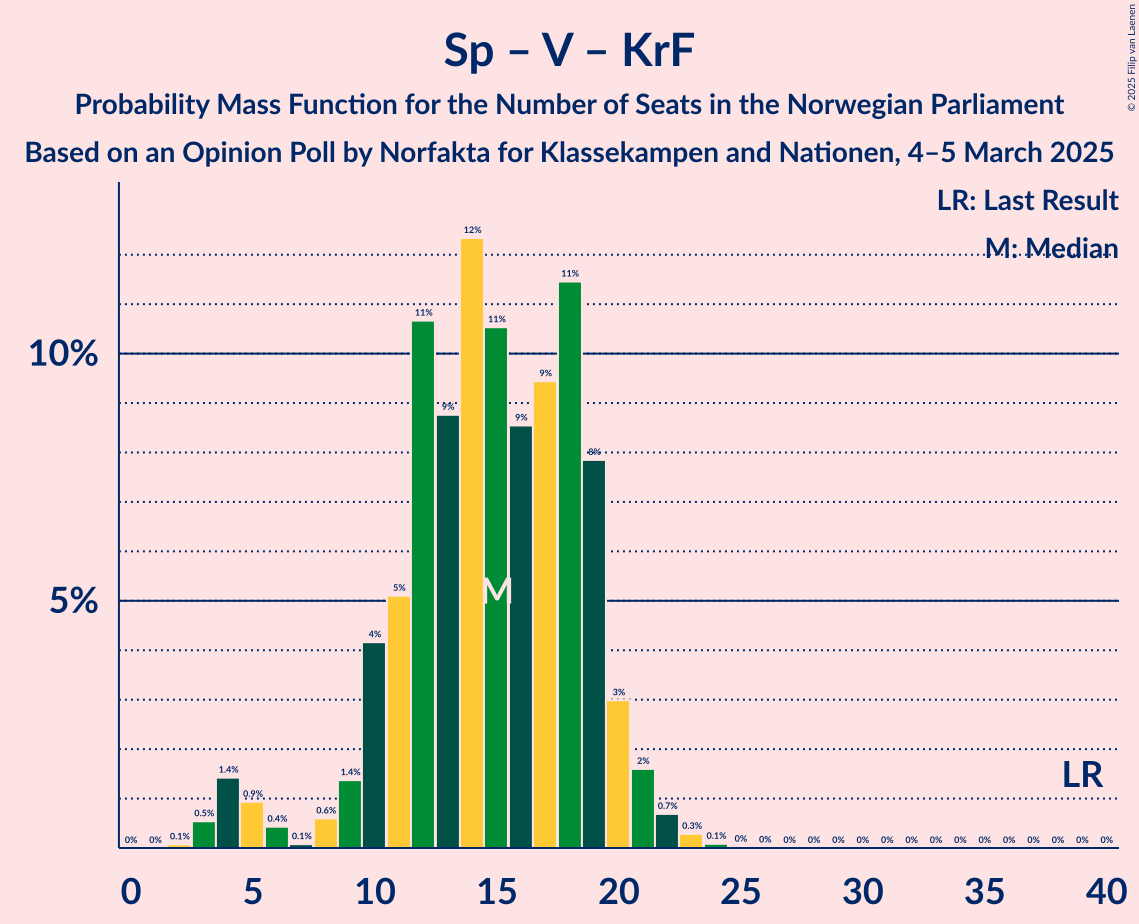 Sp – V – KrF
Probability Mass Function for the Number of Seats in the Norwegian Parliament
Based on an Opinion Poll by Norfakta for Klassekampen and Nationen, 4–5 March 2025
© 2025 Filip van Laenen
LR: Last Result
M: Median
10%
5%
0% 0% 0.1% 0.5% 1.4% 0.9% 0.4% 0.1% 0.6% 1.4% 4% 5% 11% 9% 12% 11% 9% 9% 11% 8% 3% 2% 0.7% 0.3% 0.1% 0% 0% 0% 0% 0% 0% 0% 0% 0% 0% 0% 0% 0% 0% 0% 0%
M
LR
0 5 10 15 20 25 30 35 40